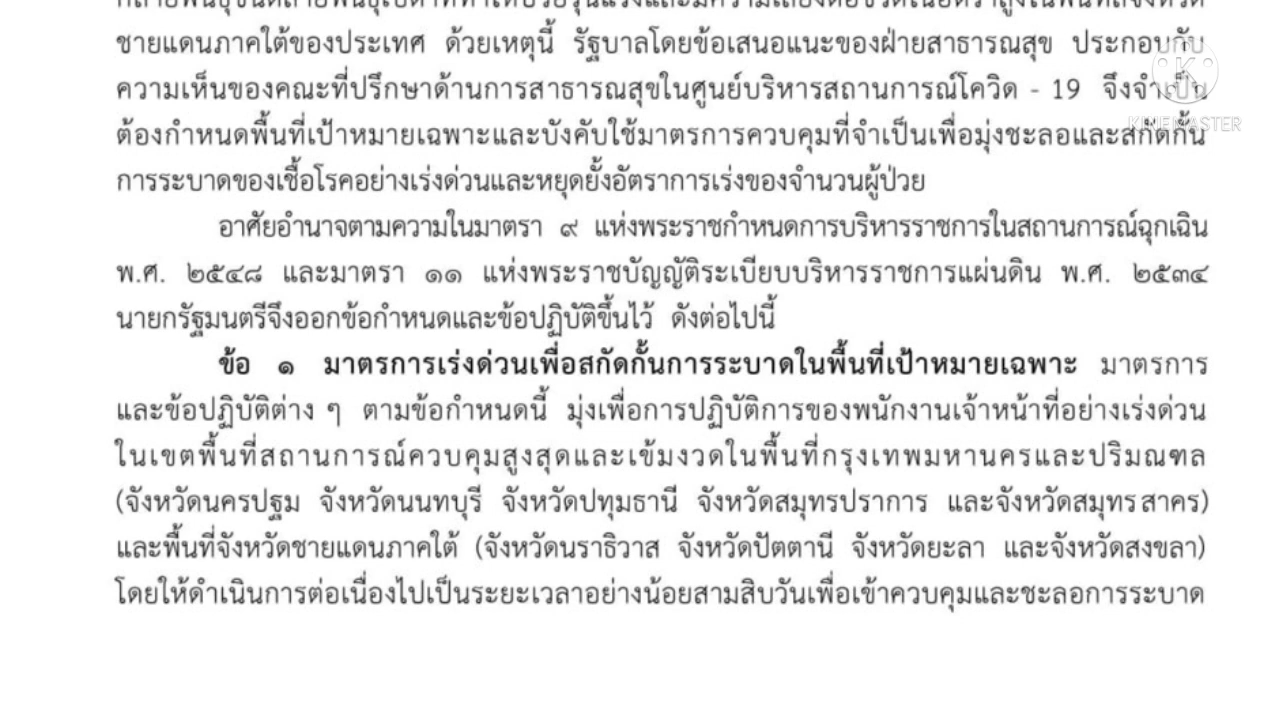 ชายแดนภาคใต้ของประเทศ ด้วยเหตุนี้ รัฐบาลโดยข้อเสนอแนะของฝ่ายสาธารณสุข ประกอบกับ
ความเห็นของคณะที่ปรึกษาด้านการสาธารณสุขในศูนย์บริหารสถานการณ์โควิด - 19 จึงจำเป็น
ต้องกำหนดพื้นที่เป้าหมายเฉพาะและบังคับใช้มาตรการควบคุมที่จำเป็นเพื่อมุ่งชะลอและสกัดกั้น
การระบาดของเชื้อโรคอย่างเร่งด่วนและหยุดยั้งอัตราการเร่งของจำนวนผู้ป่วย
อาศัยอำนาจตามความในมาตรา ๙ แห่งพระราชกำหนดการบริหารราชการในสถานการณ์ฉุกเฉิน
พ.ศ. ๒๕๔๘ และมาตรา ๑๑ แห่งพระราชบัญญัติระเบียบบริหารราชการแผ่นดิน พ.ศ. ๒๕๓๔
นายกรัฐมนตรีจึงออกข้อกำหนดและข้อปฏิบัติขึ้นไว้ ดังต่อไปนี้
ข้อ ๑ มาตรการเร่งด่วนเพื่อสกัดกั้นการระบาดในพื้นที่เป้าหมายเฉพาะ มาตรการ
และข้อปฏิบัติต่าง ๆ ตามข้อกำหนดนี้ มุ่งเพื่อการปฏิบัติการของพนักงานเจ้าหน้าที่อย่างเร่งด่วน
ในเขตพื้นที่สถานการณ์ควบคุมสูงสุดและเข้มงวดในพื้นที่กรุงเทพมหานครและปริมณฑล
(จังหวัดนครปฐม จังหวัดนนทบุรี จังหวัดปทุมธานี จังหวัดสมุทรปราการ และจังหวัดสมุทรสาคร)
และพื้นที่จังหวัดชายแดนภาคใต้ (จังหวัดนราธิวาส จังหวัดปัตตานี จังหวัดยะลา และจังหวัดสงขลา)
โดยให้ดำเนินการต่อเนื่องไปเป็นระยะเวลาอย่างน้อยสามสิบวันเพื่อเข้าควบคุมและชะลอการระบาด
K
KINEMASTER